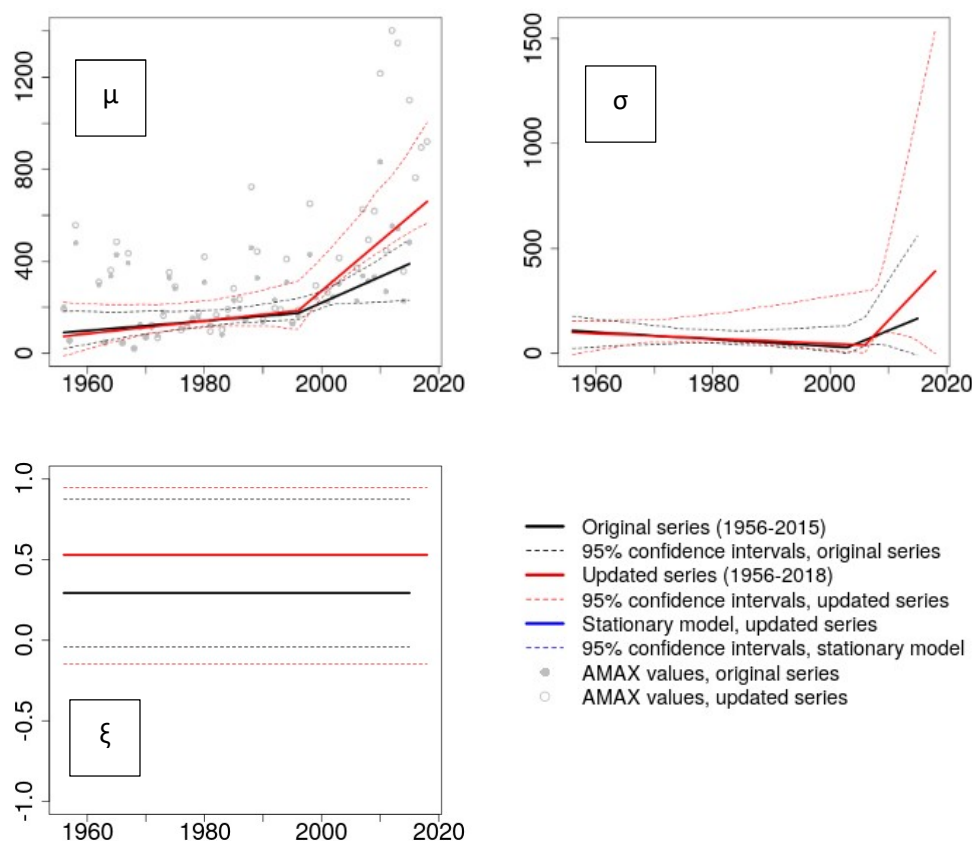 μ
0
400
800
1200
1960
1980
2000
2020
σ
0
500
1000
1500
1960
1980
2000
2020
ξ
-1.0
-0.5
0.0
0.5
1.0
1960
1980
2000
2020
Original series (1956-2015)
95% confidence intervals, original series
Updated series (1956-2018)
95% confidence intervals, updated series
Stationary model, updated series
95% confidence intervals, stationary model
AMAX values, original series
AMAX values, updated series